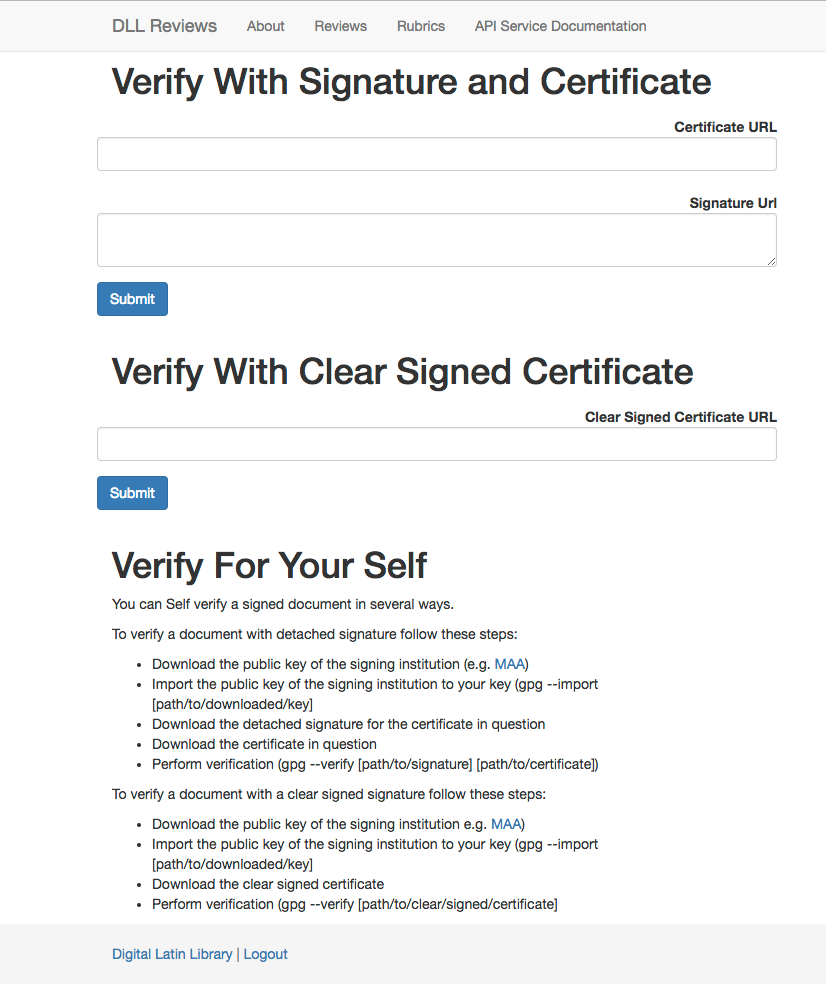 DLL Reviews About Reviews Rubrics API Service Documentation
Verify With Signature and Certificate
Certificate URL
Signature Url
Submit
Verify With Clear Signed Certificate
Clear Signed Certificate URL
Submit
Verify For Your Self
You can Self verify a signed document in several ways.
To verify a document with detached signature follow these steps:
• Download the public key of the signing institution (e.g. MAA)
• Import the public key of the signing institution to your key (gpg --import
[path/to/downloaded/key]
• Download the detached signature for the certificate in question
• Download the certificate in question
• Perform verification (gpg --verify [path/to/signature] [path/to/certificate])
To verify a document with a clear signed signature follow these steps:
• Download the public key of the signing institution e.g. MAA)
• Import the public key of the signing institution to your key (gpg --import
[path/to/downloaded/key]
• Download the clear signed certificate
• Perform verification (gpg --verify [path/to/clear/signed/certificate]
Digital Latin Library | Logout